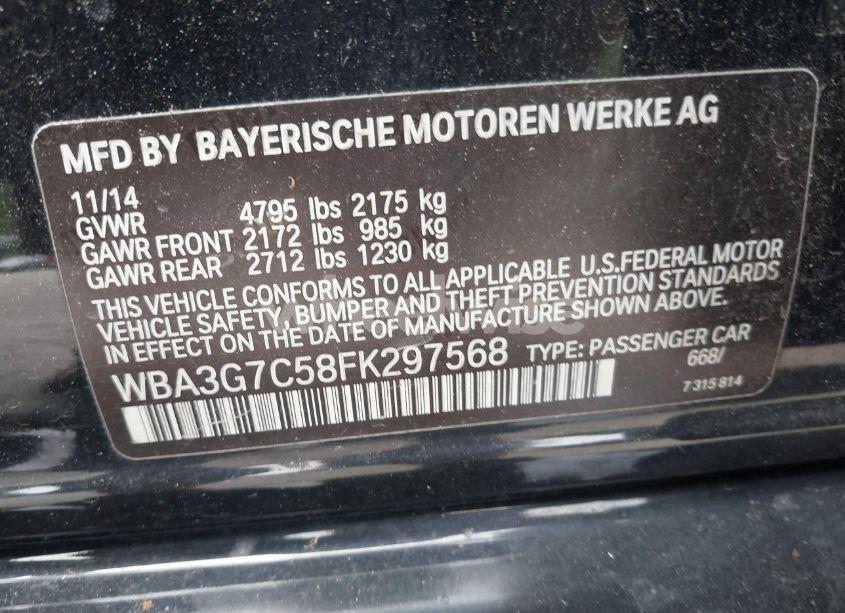 MFD BY BAYERISCHE MOTOREN WERKE AG
11/14
GVWR 4795 lbs 2175 kg
GAWR FRONT 2172 lbs 985 kg
GAWR REAR 2712 lbs 1230 kg
THIS VEHICLE CONFORMS TO ALL APPLICABLE U.S.FEDERAL MOTOR
VEHICLE SAFETY, BUMPER AND THEFT PREVENTION STANDARDS
IN EFFECT ON THE DATE OF MANUFACTURE SHOWN ABOVE.
WBA3G7C58FK297568 TYPE: PASSENGER CAR
668/
7 315 814